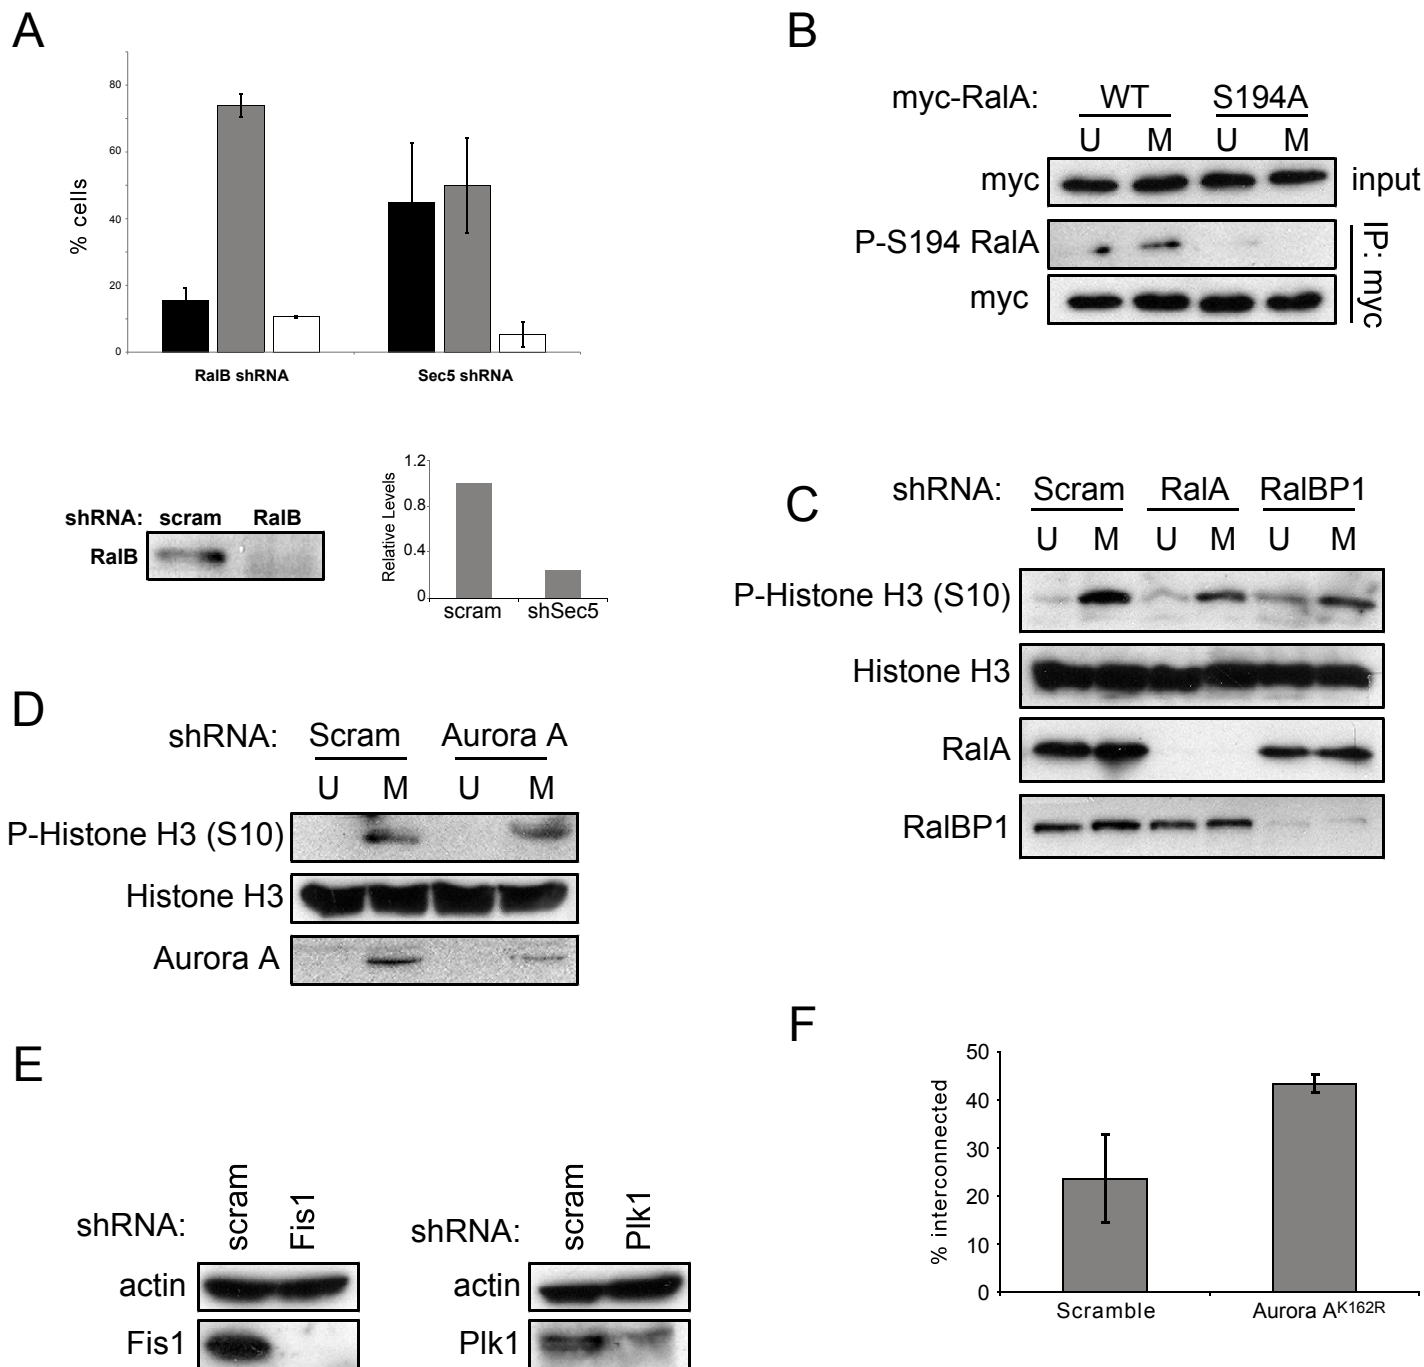 A
% cells
80
60
40
20
0
RalB shRNA
Sec5 shRNA
shRNA: scram RalB
RalB
Relative Levels
1.2
0.8
0.4
0
scram
shSec5
B
myc-RalA: WT S194A
U M U M
myc
input
P-S194 RalA
myc
IP: myc
C
shRNA: Scram RalA RalBP1
U M U M U M
P-Histone H3 (S10)
Histone H3
RalA
RalBP1
D
shRNA: Scram Aurora A
U M U M
P-Histone H3 (S10)
Histone H3
Aurora A
E
shRNA: scram Fis1
actin
Fis1
shRNA: scram Plk1
actin
Plk1
F
% interconnected
50
40
30
20
10
0
Scramble
Aurora A^K162R